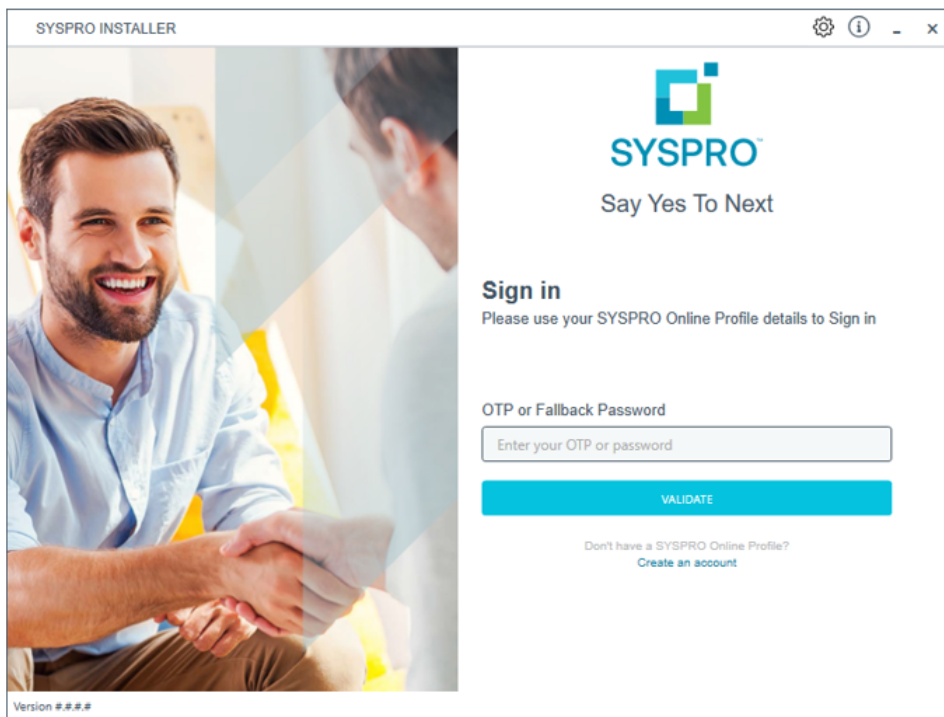 SYSPRO INSTALLER
SYSPRO™
Say Yes To Next
Sign in
Please use your SYSPRO Online Profile details to Sign in
OTP or Fallback Password
Enter your OTP or password
VALIDATE
Don't have a SYSPRO Online Profile?
Create an account
Version #.#.#.#